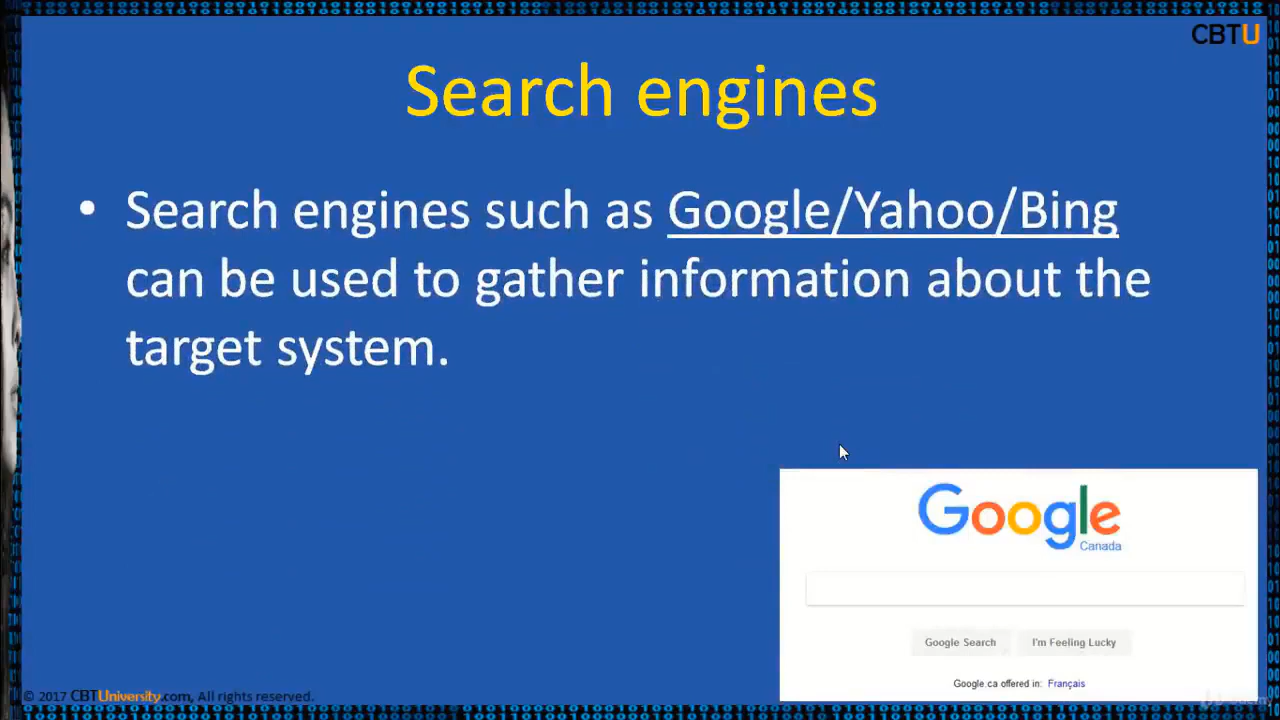 CBTU
Search engines
• Search engines such as Google/Yahoo/Bing
can be used to gather information about the
target system.
Google
Canada
Google Search I'm Feeling Lucky
Google.ca offered in: Français
© 2017 CBTUniversity.com, All rights reserved.